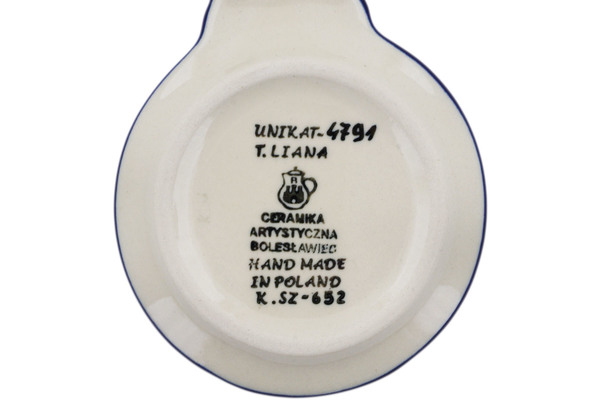 UNIKAT-4791
T. LIANA
R
CERAMIKA
ARTYSTYCZNA
BOLESŁAWIEC
HAND MADE
IN POLAND
K.SZ-652